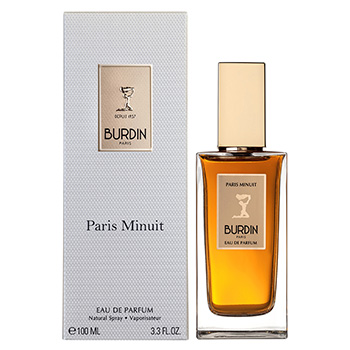 DEPUIS 1937
BURDIN
PARIS
Paris Minuit
EAU DE PARFUM
Natural Spray • Vaporisateur
e 100 ML 3.3 FL.OZ.
PARIS MINUIT
BURDIN
PARIS
EAU DE PARFUM